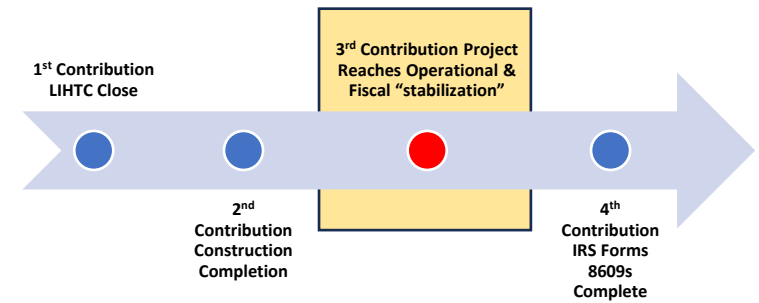 1st Contribution
LIHTC Close
2nd
Contribution
Construction
Completion
3rd Contribution Project
Reaches Operational &
Fiscal “stabilization”
4th
Contribution
IRS Forms
8609s
Complete